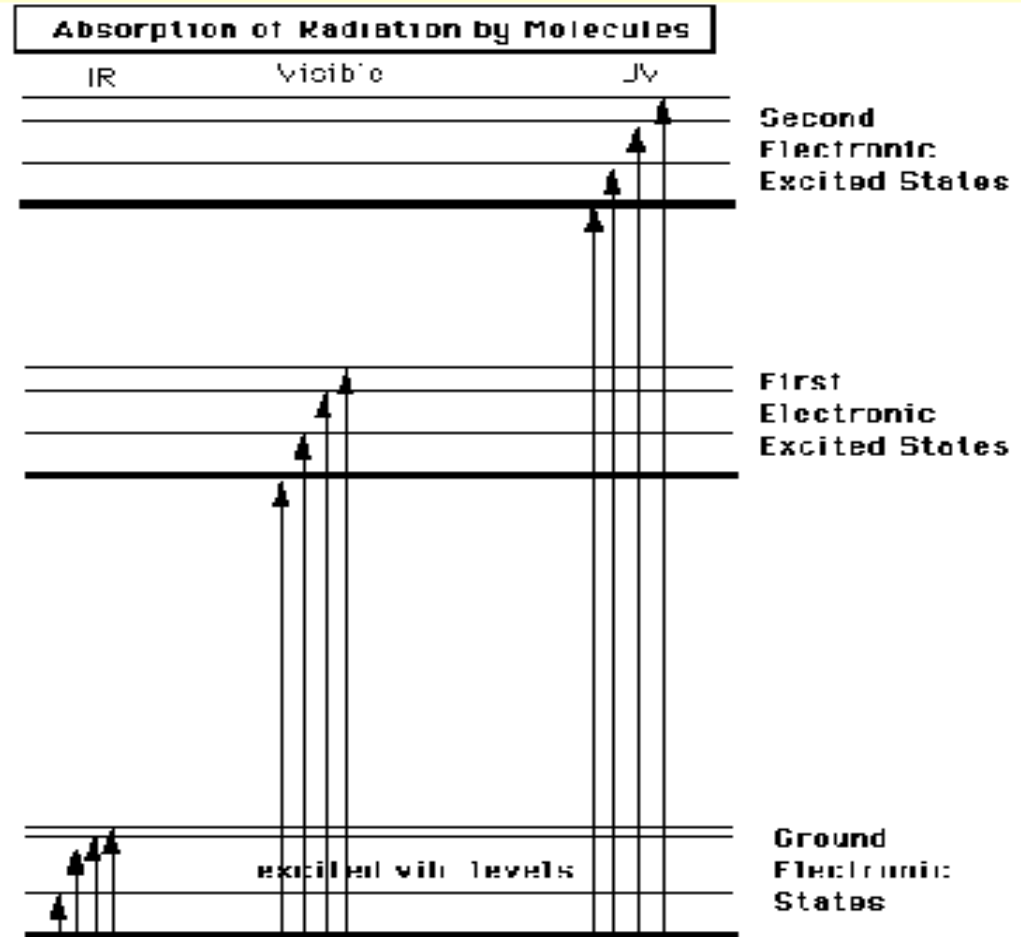 Absorption of Radiation by Molecules
IR Visible UV
Second
Electronic
Excited States
First
Electronic
Excited States
excited vib levels
Ground
Electronic
States